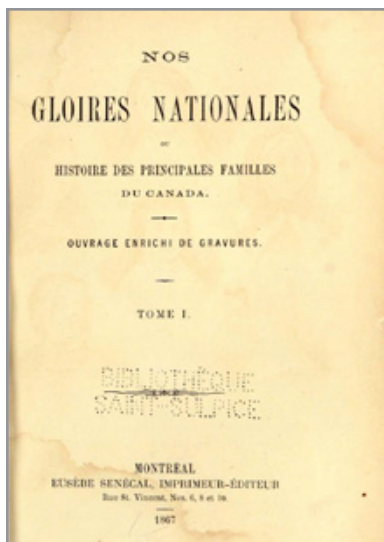 NOS
GLOIRES NATIONALES
OU
HISTOIRE DES PRINCIPALES FAMILLES
DU CANADA.
OUVRAGE ENRICHI DE GRAVURES.
TOME I.
BIBLIOTHÉQUE
SAINT-SULPICE
MONTRÉAL
EUSÈBE SENÉCAL, IMPRIMEUR-ÉDITEUR
Rue St. Vincent, Nos. 6, 8 et 10.
1867